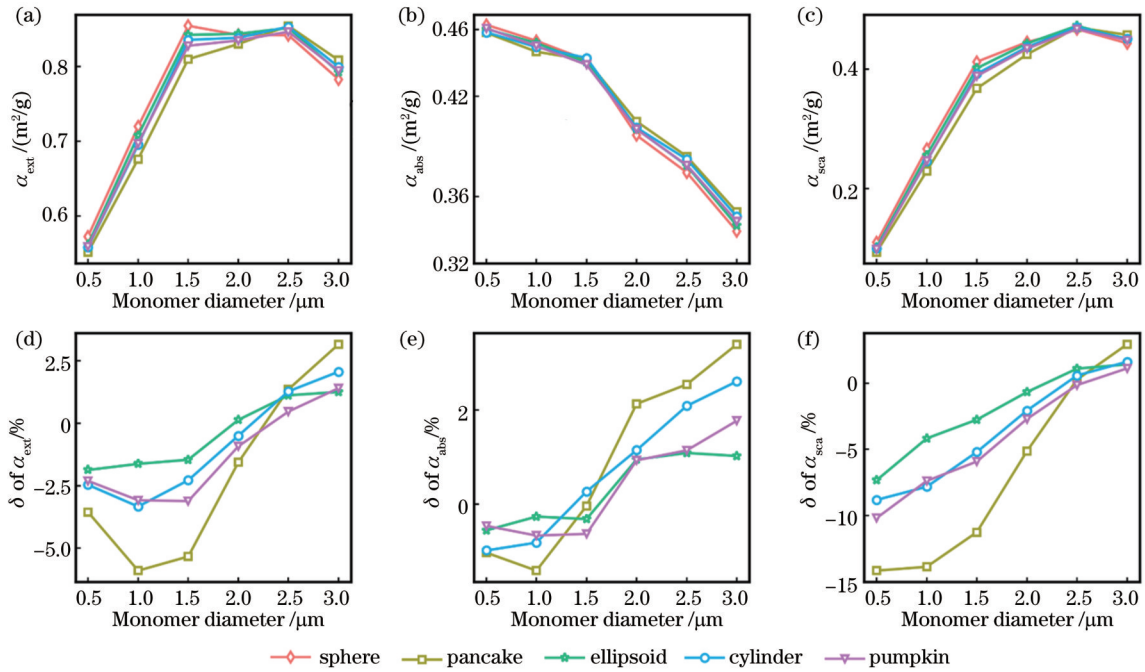 (a)
α_ext /(m²/g)
0.8
0.7
0.6
0.5 1.0 1.5 2.0 2.5 3.0
Monomer diameter /μm
(b)
α_abs /(m²/g)
0.46
0.42
0.36
0.32
0.5 1.0 1.5 2.0 2.5 3.0
Monomer diameter /μm
(c)
α_sca /(m²/g)
0.4
0.2
0.5 1.0 1.5 2.0 2.5 3.0
Monomer diameter /μm
(d)
δ of α_ext/%
2.5
0
−2.5
−5.0
0.5 1.0 1.5 2.0 2.5 3.0
Monomer diameter /μm
(e)
δ of α_abs/%
2
0
0.5 1.0 1.5 2.0 2.5 3.0
Monomer diameter /μm
(f)
δ of α_sca /%
0
−5
−10
−15
0.5 1.0 1.5 2.0 2.5 3.0
Monomer diameter /μm
sphere pancake ellipsoid cylinder pumpkin